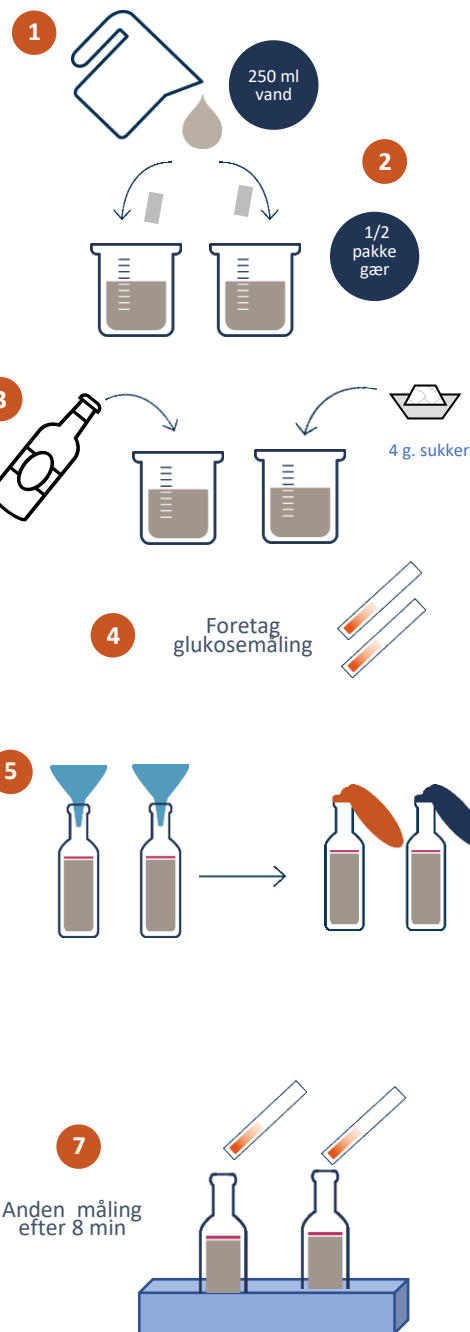 1
250 ml
vand
2
1/2
pakke
gær
3
4 g. sukker
4
Foretag
glukosemåling
5
7
Anden måling
efter 8 min